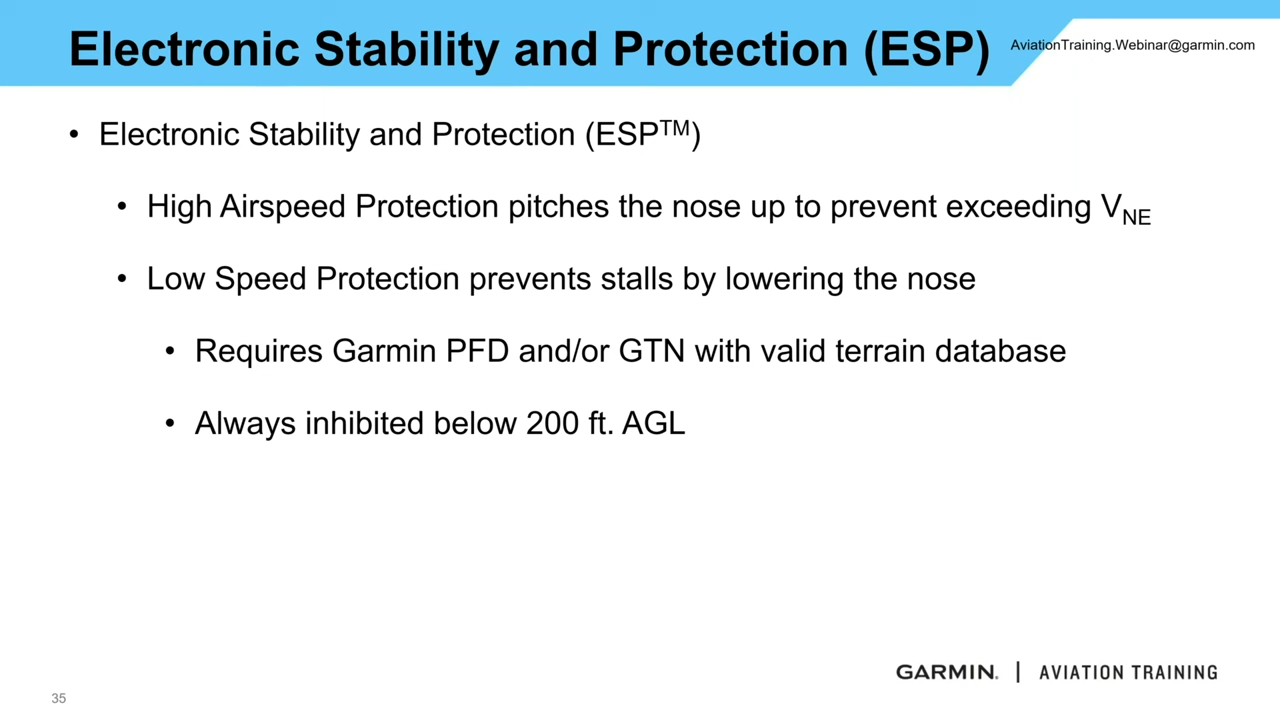 Electronic Stability and Protection (ESP)
AviationTraining.Webinar@garmin.com
• Electronic Stability and Protection (ESP™)
• High Airspeed Protection pitches the nose up to prevent exceeding VNE
• Low Speed Protection prevents stalls by lowering the nose
• Requires Garmin PFD and/or GTN with valid terrain database
• Always inhibited below 200 ft. AGL
GARMIN. | AVIATION TRAINING
35